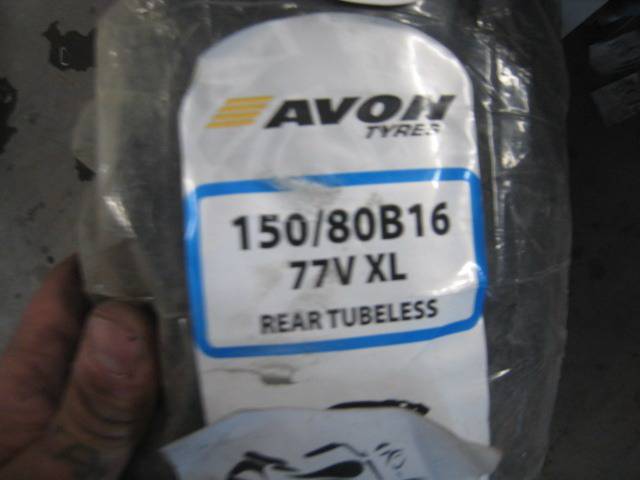 AVON
TYRES
150/80B16
77V XL
REAR TUBELESS